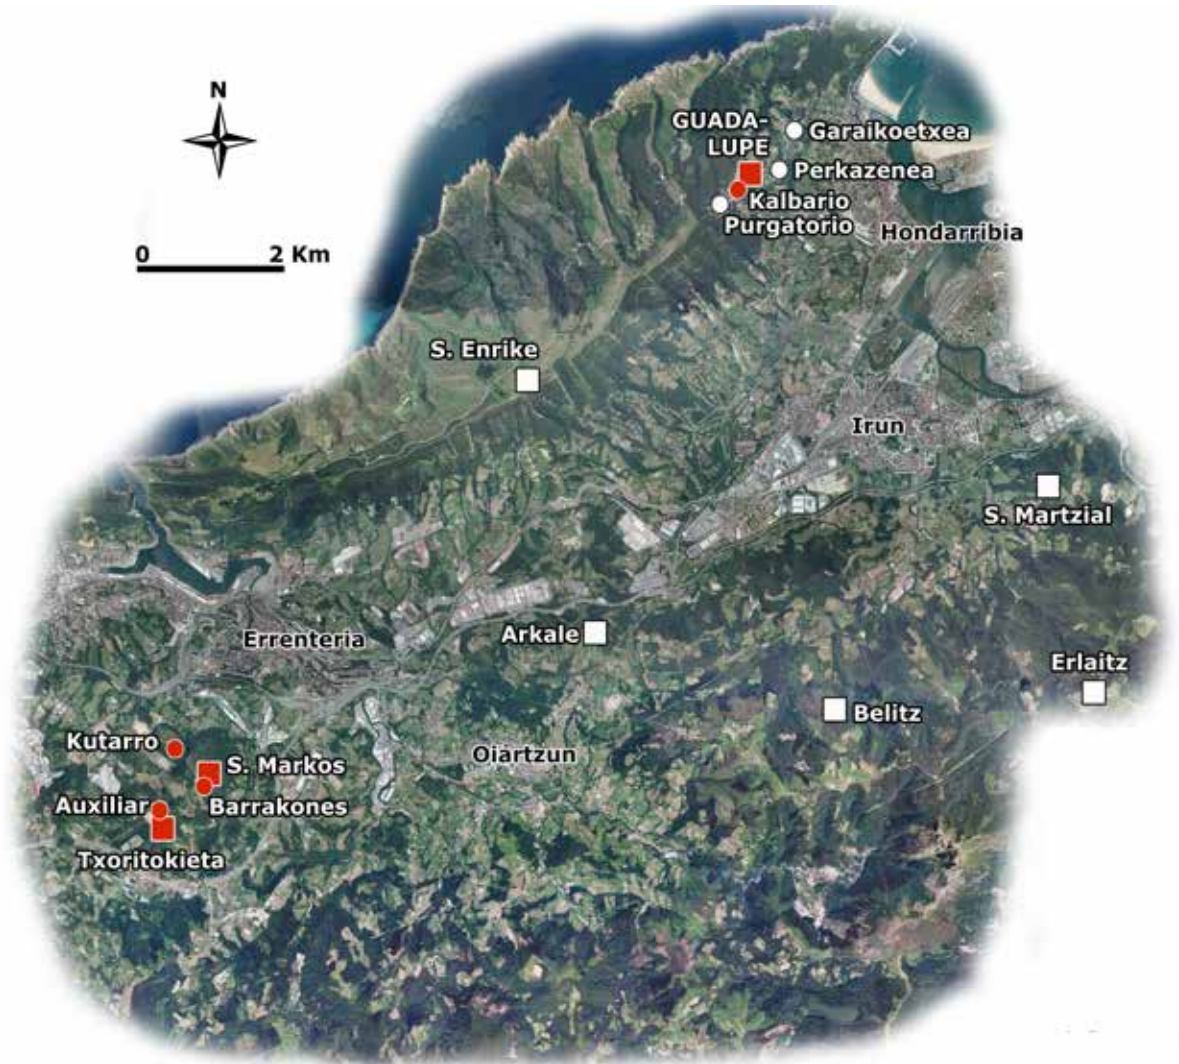 N
GUADA-
LUPE
Garaikoetxea
Perkazenea
Kalbario
Purgatorio
Hondarribia
0 2 Km
S. Enrike
Irun
S. Martzial
Arkale
Errenteria
Erlaitz
Belitz
Kutarro
S. Markos
Oiartzun
Auxiliar
Barrakones
Txoritokieta